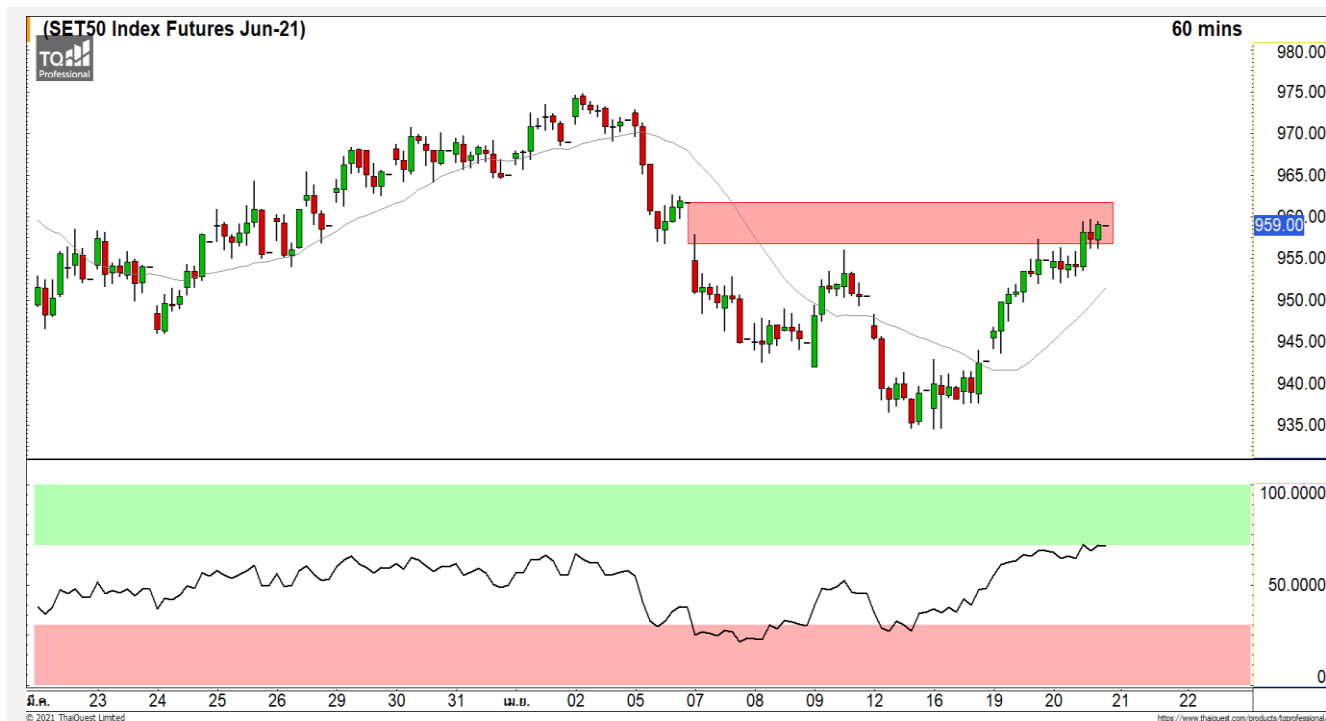 (SET50 Index Futures Jun-21)
60 mins
TQ
Professional
980.00
975.00
970.00
965.00
960.00
959.00
955.00
950.00
945.00
940.00
935.00
100.0000
50.0000
0
มี.ค. 23 24 25 26 29 30 31 เม.ย. 02 05 07 08 09 12 16 19 20 21 22
© 2021 ThaiQuest Limited
https://www.thaiquest.com/products/tqprofessional/